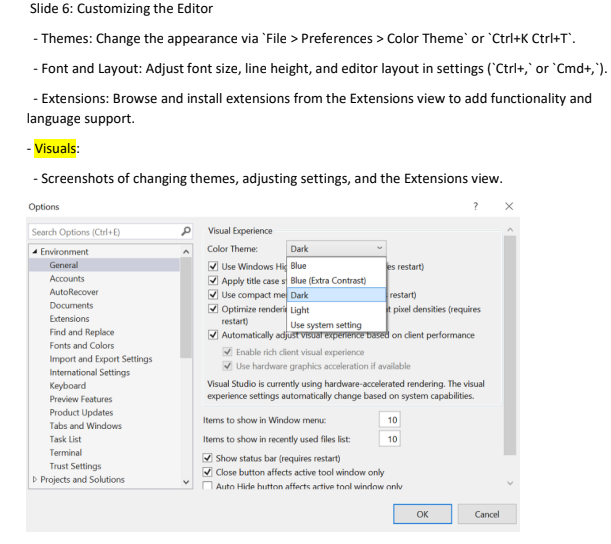 Slide 6: Customizing the Editor
- Themes: Change the appearance via `File > Preferences > Color Theme` or `Ctrl+K Ctrl+T`.
- Font and Layout: Adjust font size, line height, and editor layout in settings (`Ctrl+,` or `Cmd+,`).
- Extensions: Browse and install extensions from the Extensions view to add functionality and
language support.
- Visuals:
- Screenshots of changing themes, adjusting settings, and the Extensions view.
Options
Search Options (Ctrl+E)
Environment
General
Accounts
AutoRecover
Documents
Extensions
Find and Replace
Fonts and Colors
Import and Export Settings
International Settings
Keyboard
Preview Features
Product Updates
Tabs and Windows
Task List
Terminal
Trust Settings
Projects and Solutions
Visual Experience
Color Theme: Dark
Blue
Blue (Extra Contrast)
Dark
Light
Use system setting
Use Windows Hig es restart)
Apply title case s
Use compact me restart)
Optimize renderi t pixel densities (requires
restart)
Automatically adjust visual experience based on client performance
Enable rich client visual experience
Use hardware graphics acceleration if available
Visual Studio is currently using hardware-accelerated rendering. The visual
experience settings automatically change based on system capabilities.
Items to show in Window menu: 10
Items to show in recently used files list: 10
Show status bar (requires restart)
Close button affects active tool window only
Auto Hide button affects active tool window only
OK Cancel